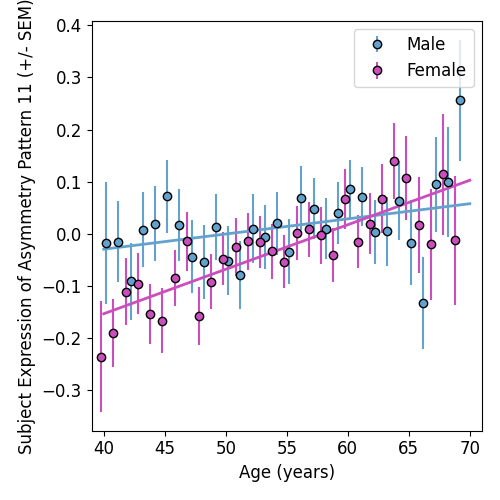 Subject Expression of Asymmetry Pattern 11 (+/- SEM)
0.4
0.3
0.2
0.1
0.0
−0.1
−0.2
−0.3
Male
Female
40 45 50 55 60 65 70
Age (years)